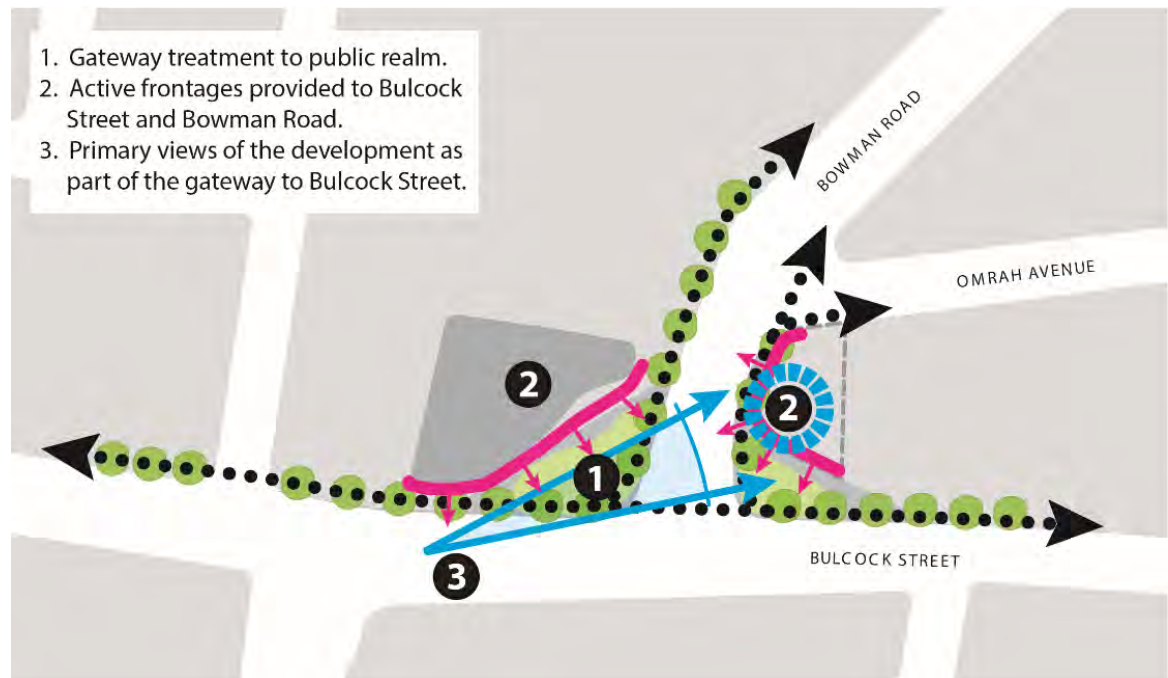 1. Gateway treatment to public realm.
2. Active frontages provided to Bulcock
Street and Bowman Road.
3. Primary views of the development as
part of the gateway to Bulcock Street.
BOWMAN ROAD
OMRAH AVENUE
2
2
1
BULCOCK STREET
3